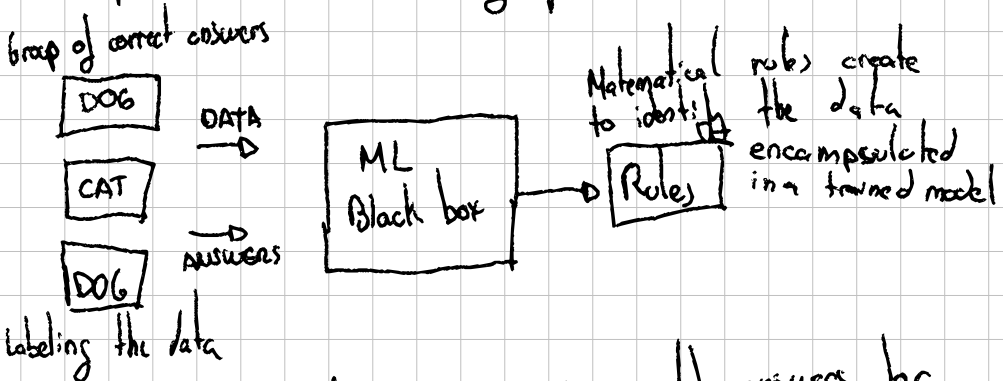 Group of correct answers
DOG
CAT
DOG
Labeling the data
DATA
ANSWERS
ML
Black box
Rules
Matematical rules create
to identi the data
encampsulated
in a trained model